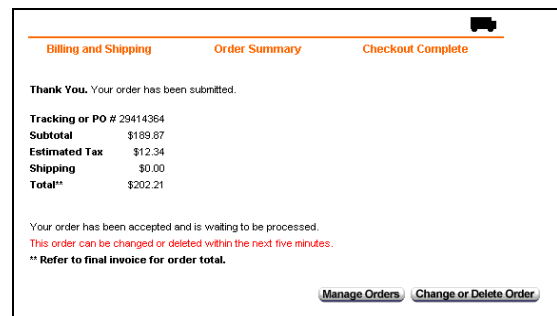 Billing and Shipping Order Summary Checkout Complete
Thank You. Your order has been submitted.
Tracking or PO # 29414364
Subtotal $189.87
Estimated Tax $12.34
Shipping $0.00
Total** $202.21
Your order has been accepted and is waiting to be processed.
This order can be changed or deleted within the next five minutes.
** Refer to final invoice for order total.
Manage Orders Change or Delete Order